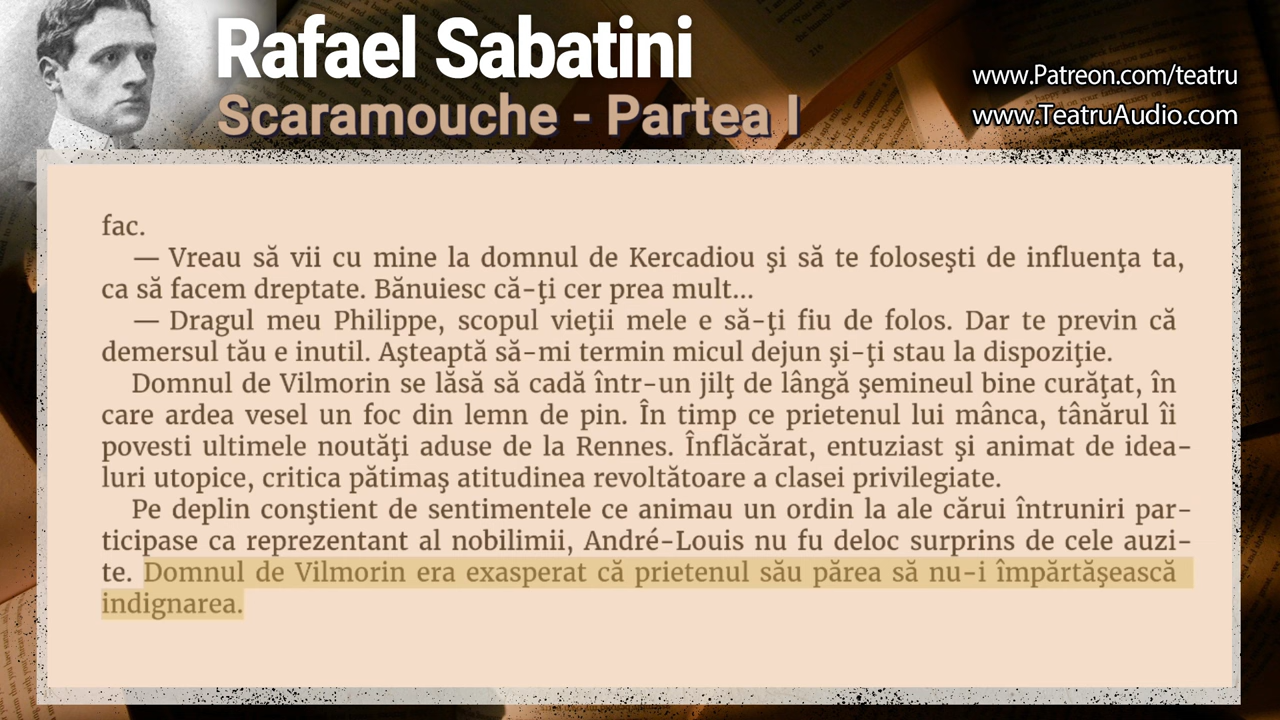 Rafael Sabatini
Scaramouche - Partea I
www.Patreon.com/teatru
www.TeatruAudio.com
fac.
— Vreau să vii cu mine la domnul de Kercadiou şi să te foloseşti de influenţa ta,
ca să facem dreptate. Bănuiesc că-ţi cer prea mult...
— Dragul meu Philippe, scopul vieţii mele e să-ţi fiu de folos. Dar te previn că
demersul tău e inutil. Aşteaptă să-mi termin micul dejun şi-ţi stau la dispoziţie.
Domnul de Vilmorin se lăsă să cadă într-un jilţ de lângă şemineul bine curăţat, în
care ardea vesel un foc din lemn de pin. În timp ce prietenul lui mânca, tânărul îi
povesti ultimele noutăţi aduse de la Rennes. Înflăcărat, entuziast şi animat de idea-
luri utopice, critica pătimaş atitudinea revoltătoare a clasei privilegiate.
Pe deplin conştient de sentimentele ce animau un ordin la ale cărui întruniri par-
ticipase ca reprezentant al nobilimii, André-Louis nu fu deloc surprins de cele auzi-
te. Domnul de Vilmorin era exasperat că prietenul său părea să nu-i împărtăşească
indignarea.